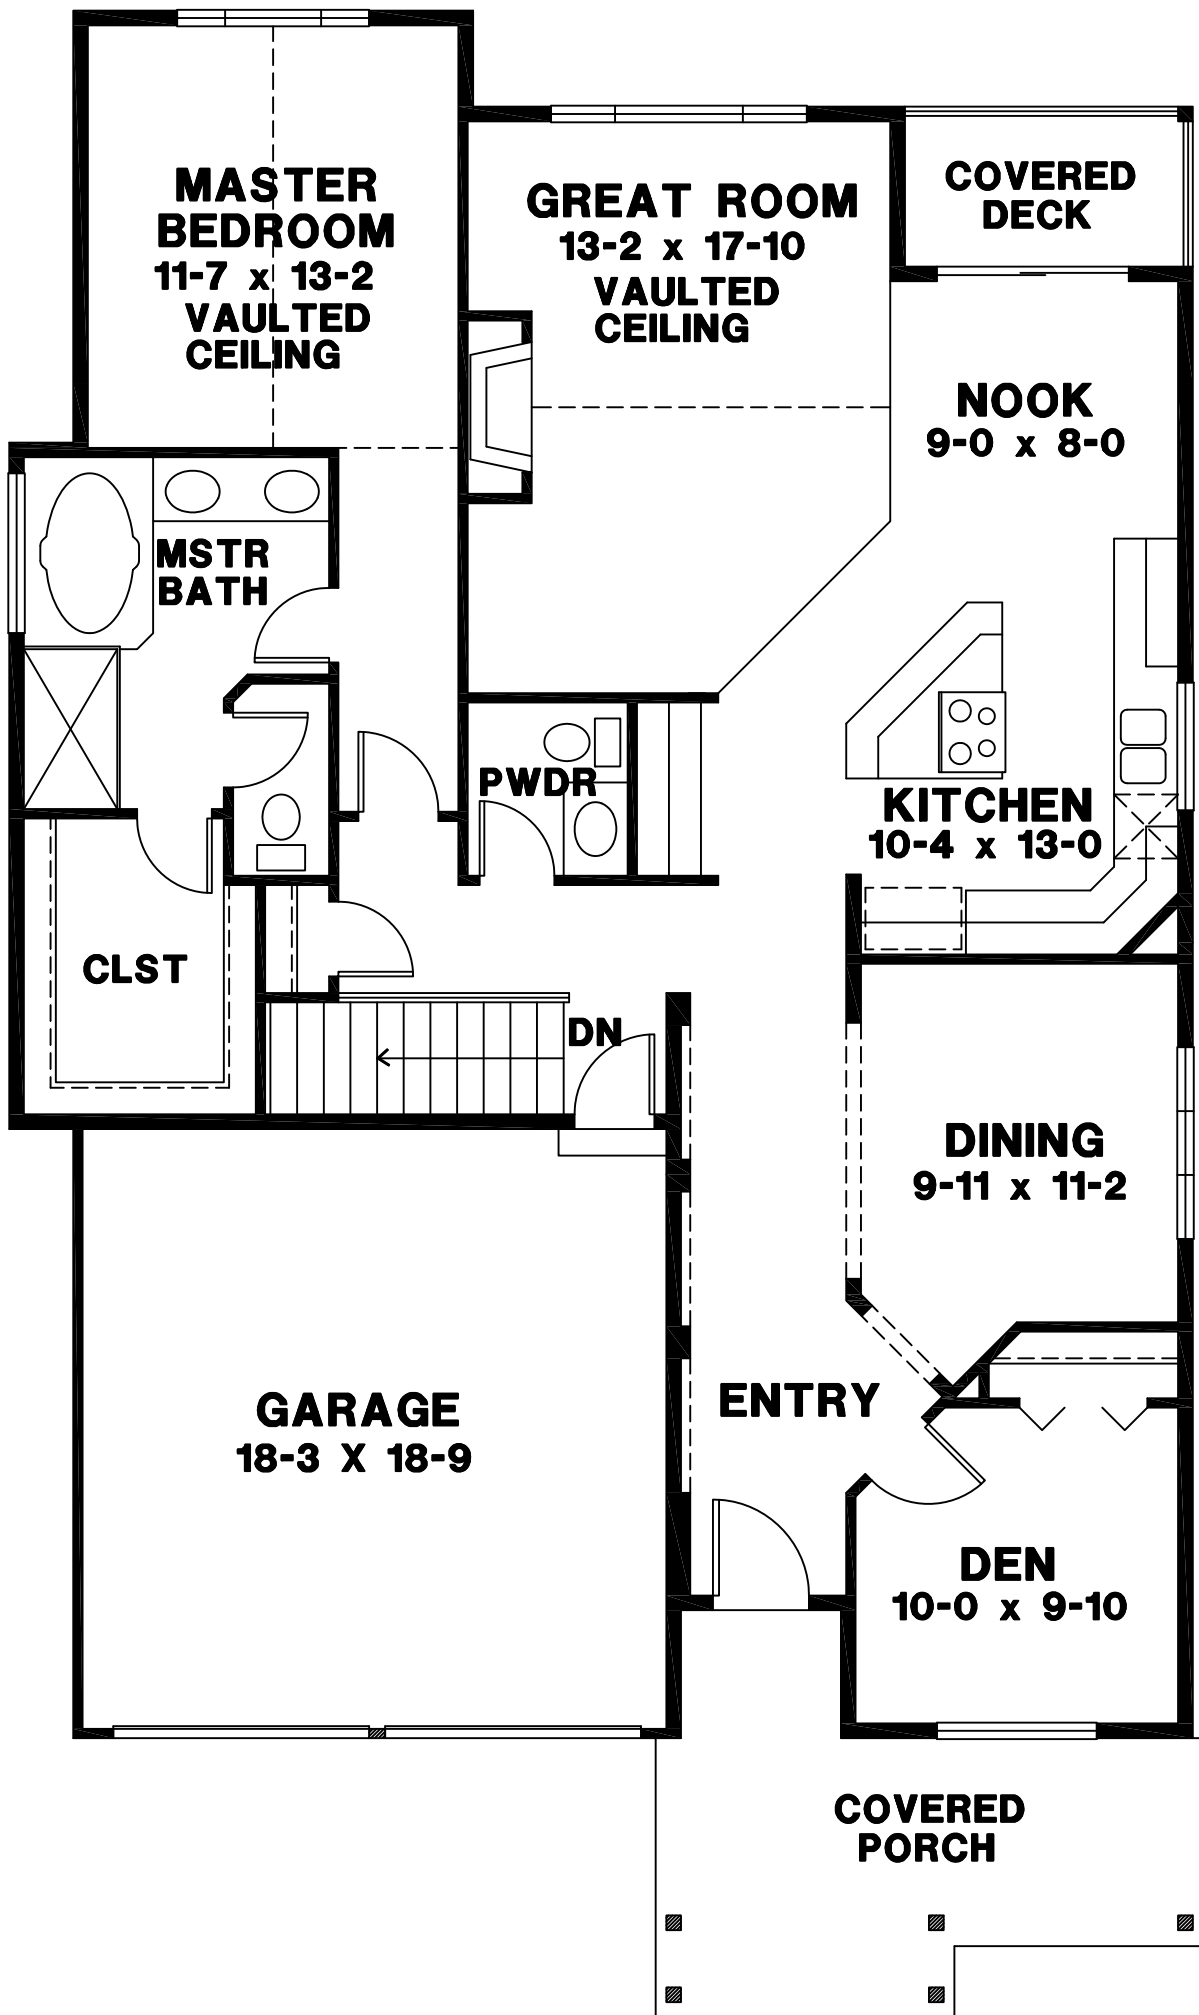 MASTER
BEDROOM
11-7 x 13-2
VAULTED
CEILING
GREAT ROOM
13-2 x 17-10
VAULTED
CEILING
COVERED
DECK
NOOK
9-0 x 8-0
MSTR
BATH
PWDR
KITCHEN
10-4 x 13-0
CLST
DN
DINING
9-11 x 11-2
GARAGE
18-3 X 18-9
ENTRY
DEN
10-0 x 9-10
COVERED
PORCH